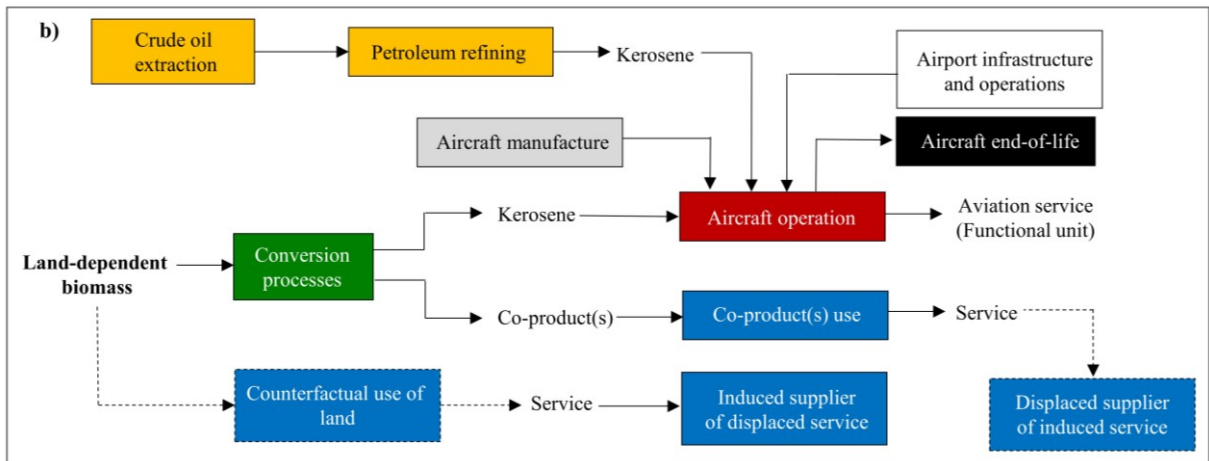 b)
Crude oil
extraction
Petroleum refining
Kerosene
Airport infrastructure
and operations
Aircraft manufacture
Aircraft end-of-life
Kerosene
Aircraft operation
Aviation service
(Functional unit)
Land-dependent
biomass
Conversion
processes
Co-product(s)
Co-product(s) use
Service
Counterfactual use of
land
Service
Induced supplier
of displaced service
Displaced supplier
of induced service